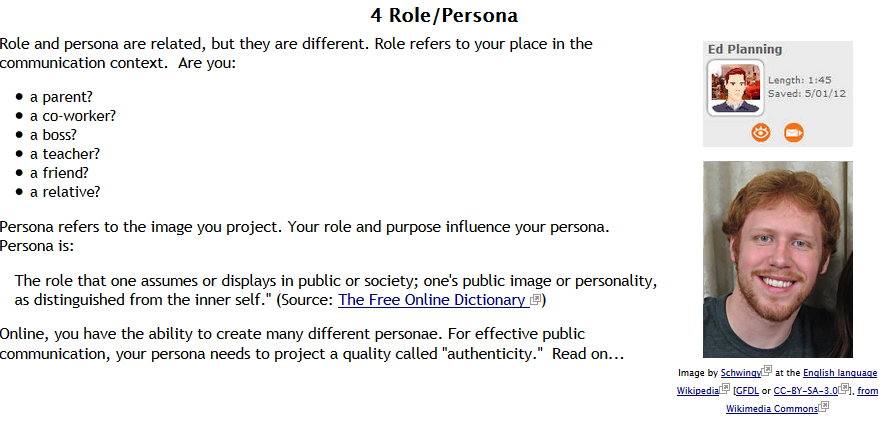 4 Role/Persona
Role and persona are related, but they are different. Role refers to your place in the
communication context.  Are you:
a parent?
a co-worker?
a boss?
a teacher?
a friend?
a relative?
Persona refers to the image you project. Your role and purpose influence your persona.
Persona is:
The role that one assumes or displays in public or society; one's public image or personality,
as distinguished from the inner self." (Source: The Free Online Dictionary )
Online, you have the ability to create many different personae. For effective public
communication, your persona needs to project a quality called "authenticity."  Read on...
Ed Planning
Length: 1:45
Saved: 5/01/12
Image by Schwingy at the English language
Wikipedia [GFDL or CC-BY-SA-3.0], from
Wikimedia Commons